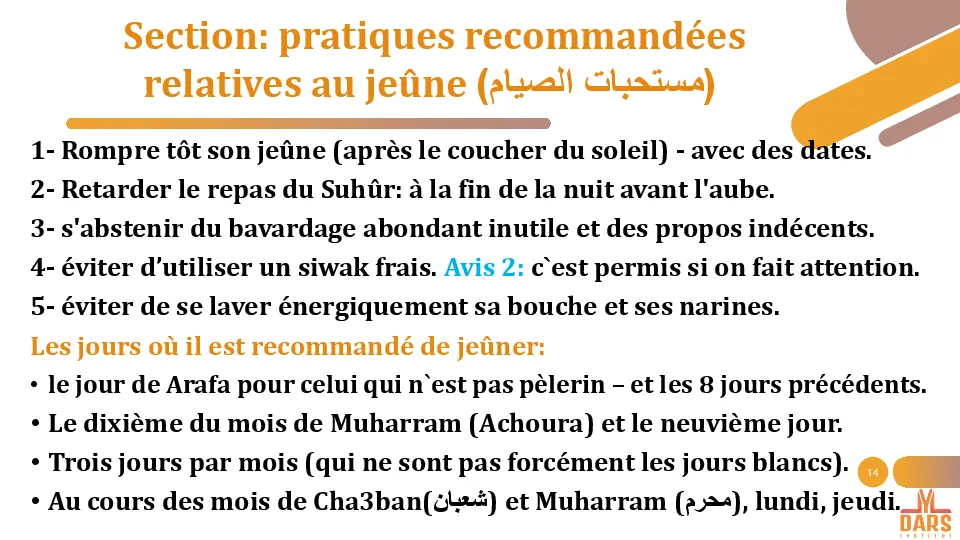 Section: pratiques recommandées
relatives au jeûne (مستحبات الصيام)
1- Rompre tôt son jeûne (après le coucher du soleil) - avec des dates.
2- Retarder le repas du Suhûr: à la fin de la nuit avant l'aube.
3- s'abstenir du bavardage abondant inutile et des propos indécents.
4- éviter d’utiliser un siwak frais. Avis 2: c`est permis si on fait attention.
5- éviter de se laver énergiquement sa bouche et ses narines.
Les jours où il est recommandé de jeûner:
• le jour de Arafa pour celui qui n`est pas pèlerin – et les 8 jours précédents.
• Le dixième du mois de Muharram (Achoura) et le neuvième jour.
• Trois jours par mois (qui ne sont pas forcément les jours blancs).
14
• Au cours des mois de Cha3ban(شعبان) et Muharram (محرم), lundi, jeudi.
DARS
INSTITUT